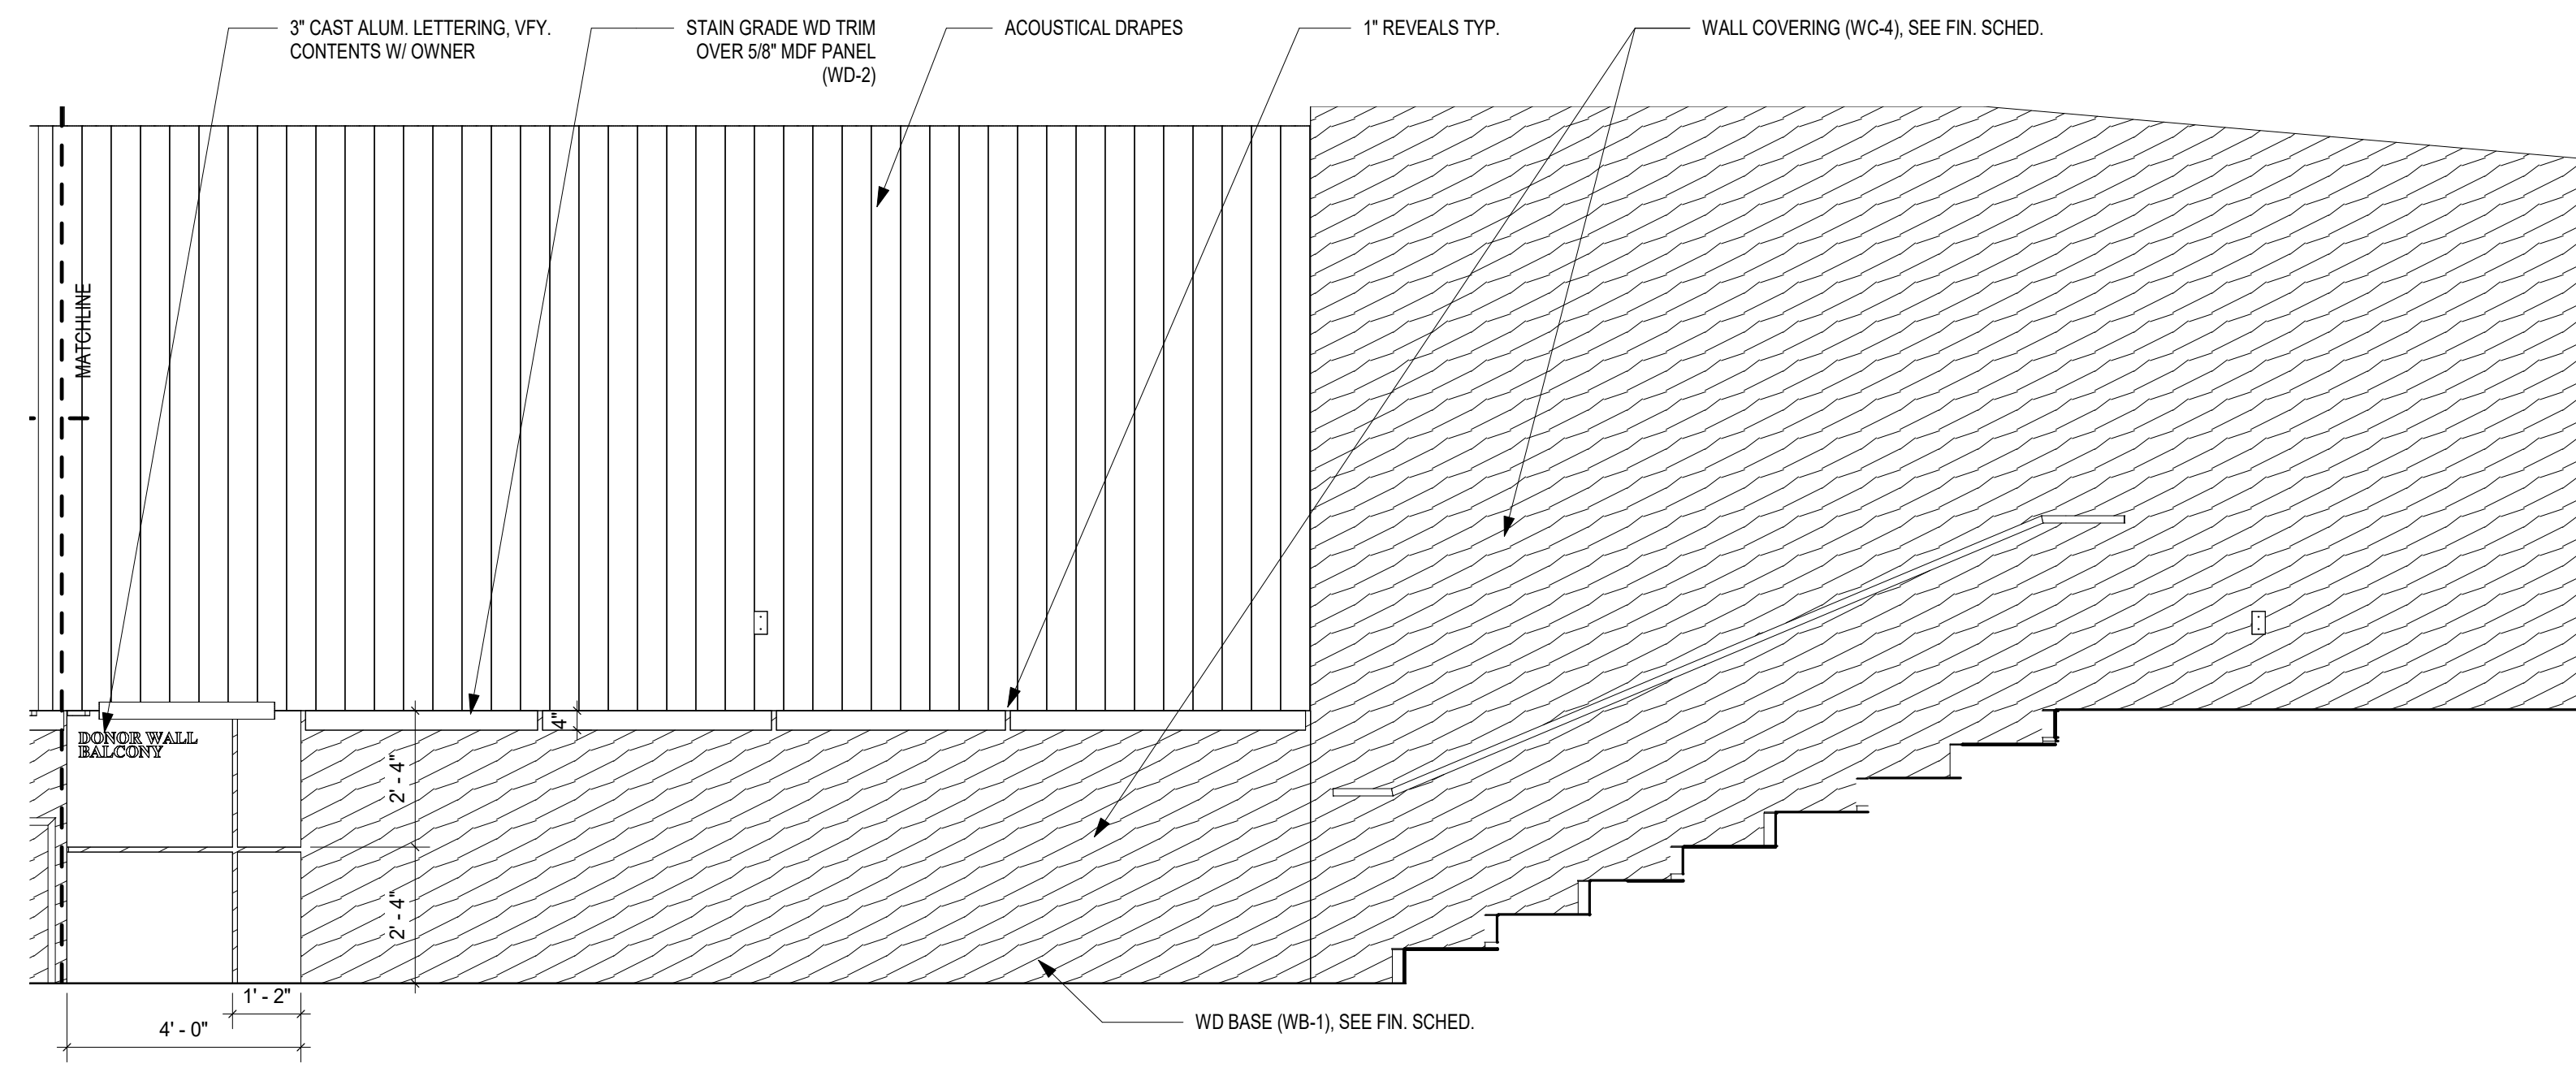 3" CAST ALUM. LETTERING, VFY.
CONTENTS W/ OWNER
STAIN GRADE WD TRIM
OVER 5/8" MDF PANEL
(WD-2)
ACOUSTICAL DRAPES
1" REVEALS TYP.
WALL COVERING (WC-4), SEE FIN. SCHED.
MATCHLINE
DONOR WALL
BALCONY
4"
2' - 4"
2' - 4"
1' - 2"
4' - 0"
WD BASE (WB-1), SEE FIN. SCHED.